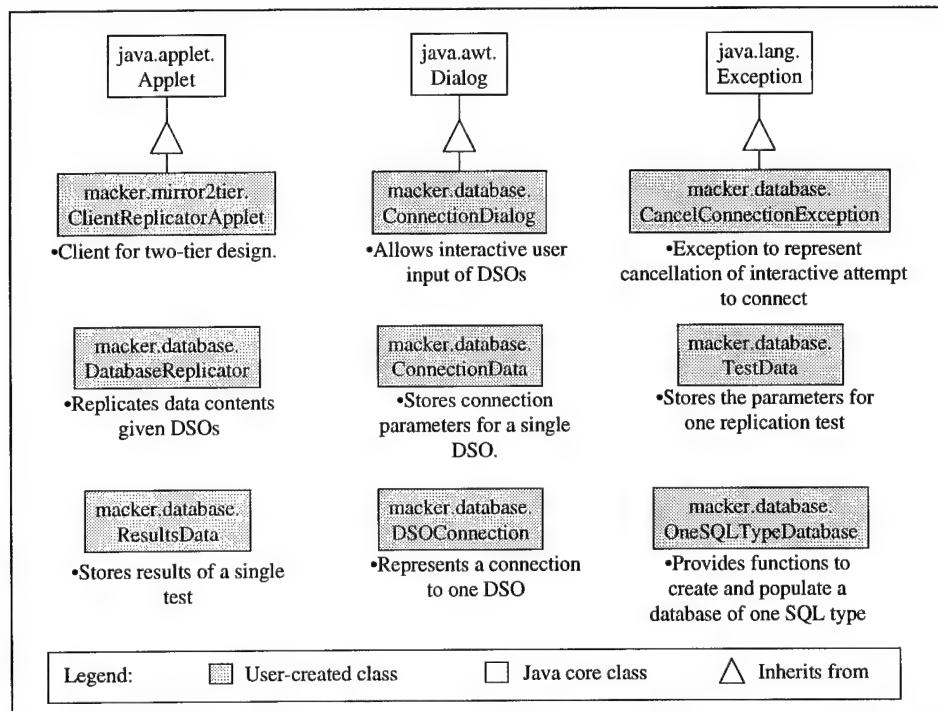 java.applet.
Applet
java.awt.
Dialog
java.lang.
Exception
macker.mirror2tier.
ClientReplicatorApplet
•Client for two-tier design.
macker.database.
ConnectionDialog
•Allows interactive user
input of DSOs
macker.database.
CancelConnectionException
•Exception to represent
cancellation of interactive attempt
to connect
macker.database.
DatabaseReplicator
•Replicates data contents
given DSOs
macker.database.
ConnectionData
•Stores connection
parameters for a single
DSO.
macker.database.
TestData
•Stores the parameters for
one replication test
macker.database.
ResultsData
•Stores results of a single
test
macker.database.
DSOConnection
•Represents a connection
to one DSO
macker.database.
OneSQLTypeDatabase
•Provides functions to
create and populate a
database of one SQL type
Legend: User-created class Java core class Inherits from